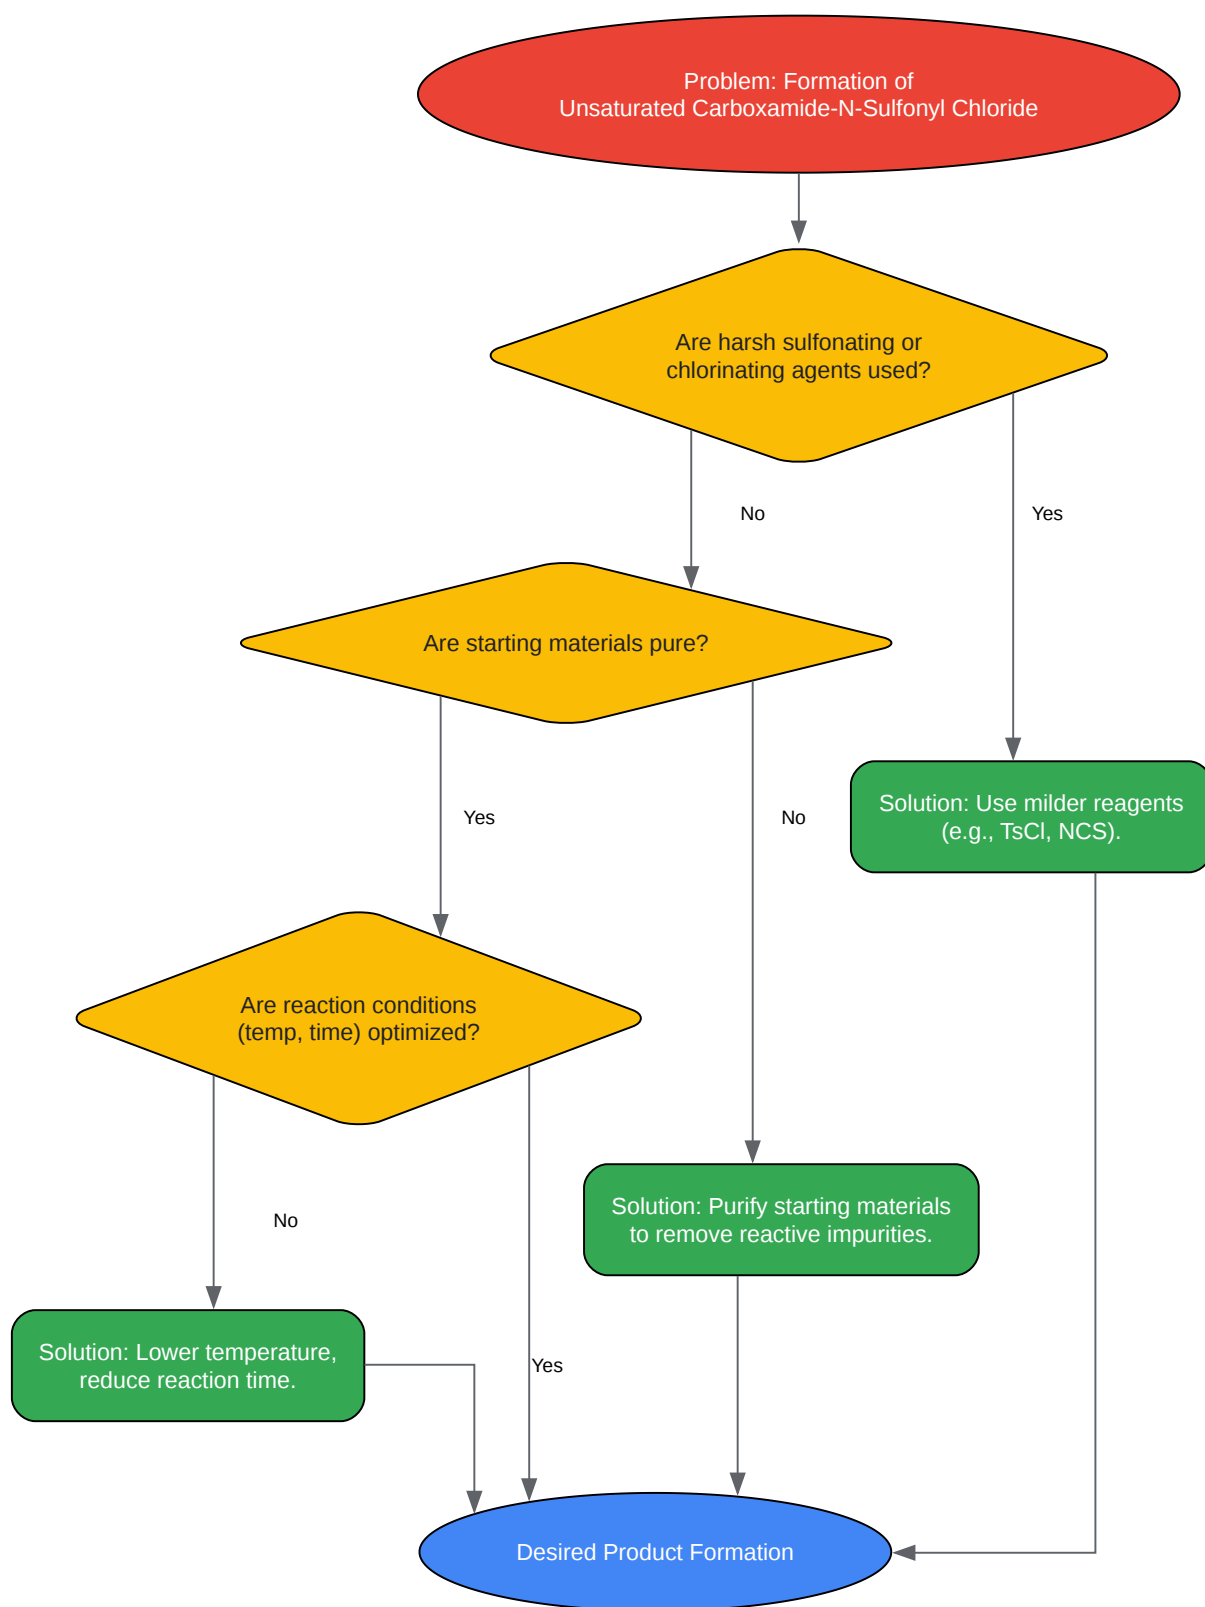 Problem: Formation of
Unsaturated Carboxamide-N-Sulfonyl Chloride
Are harsh sulfonating or
chlorinating agents used?
No
Yes
Are starting materials pure?
Solution: Use milder reagents
(e.g., TsCl, NCS).
Yes
No
Are reaction conditions
(temp, time) optimized?
Solution: Purify starting materials
to remove reactive impurities.
No
Solution: Lower temperature,
reduce reaction time.
Yes
Desired Product Formation